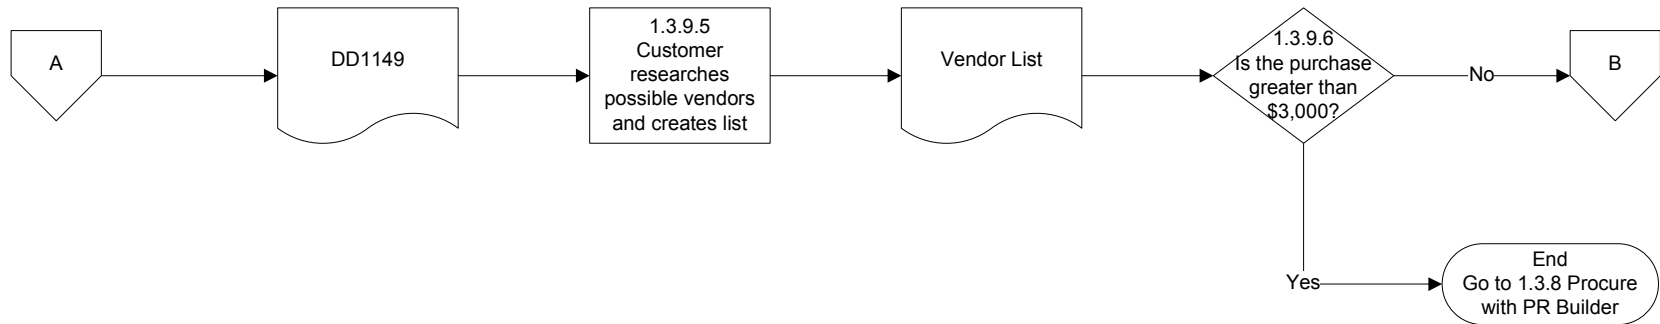 A
DD1149
1.3.9.5
Customer
researches
possible vendors
and creates list
Vendor List
1.3.9.6
Is the purchase
greater than
$3,000?
No
B
Yes
End
Go to 1.3.8 Procure
with PR Builder